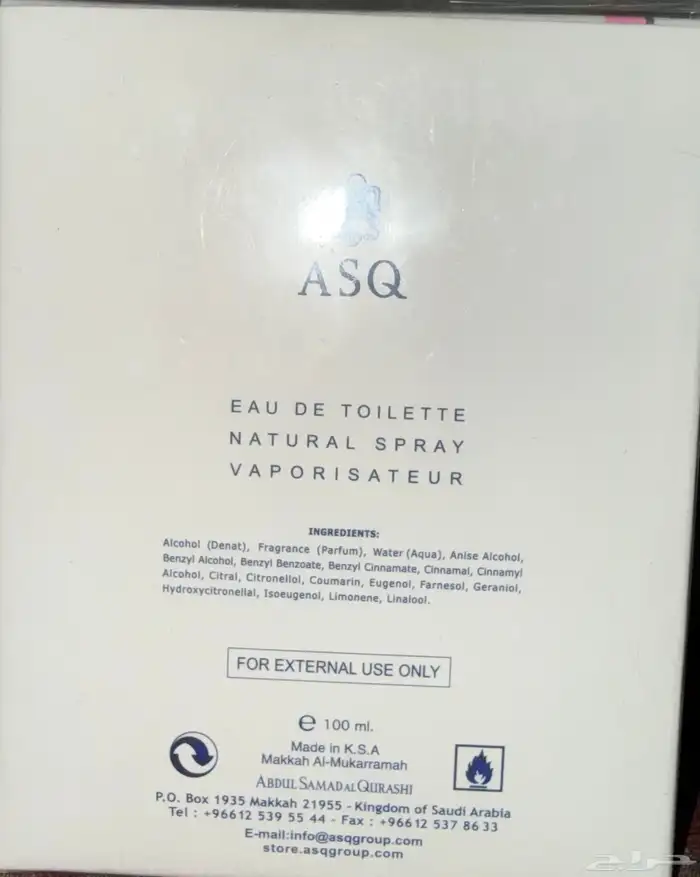 ASQ
EAU DE TOILETTE
NATURAL SPRAY
VAPORISATEUR
INGREDIENTS:
Alcohol (Denat), Fragrance (Parfum), Water (Aqua), Anise Alcohol,
Benzyl Alcohol, Benzyl Benzoate, Benzyl Cinnamate, Cinnamal, Cinnamyl
Alcohol, Citral, Citronellol, Coumarin, Eugenol, Farnesol, Geraniol,
Hydroxycitronellal, Isoeugenol, Limonene, Linalool.
FOR EXTERNAL USE ONLY
℮ 100 ml.
Made in K.S.A
Makkah Al-Mukarramah
ABDUL SAMAD AL QURASHI
P.O. Box 1935 Makkah 21955 - Kingdom of Saudi Arabia
Tel : +96612 539 55 44 - Fax : +96612 537 86 33
E-mail:info@asqgroup.com
store.asqgroup.com
حراج